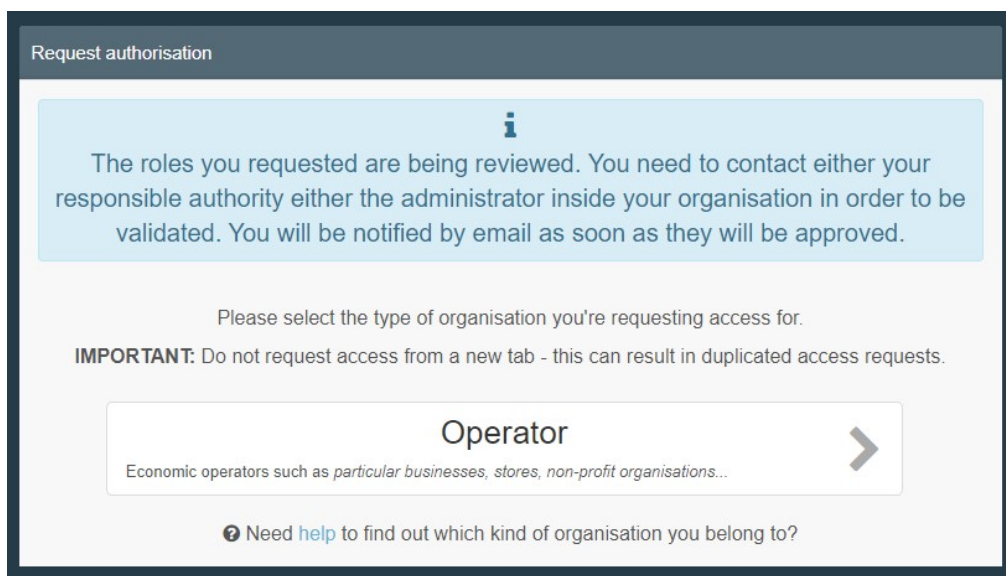 Request authorisation
The roles you requested are being reviewed. You need to contact either your
responsible authority either the administrator inside your organisation in order to be
validated. You will be notified by email as soon as they will be approved.
Please select the type of organisation you're requesting access for.
IMPORTANT: Do not request access from a new tab - this can result in duplicated access requests.
Operator
Economic operators such as particular businesses, stores, non-profit organisations...
Need help to find out which kind of organisation you belong to?